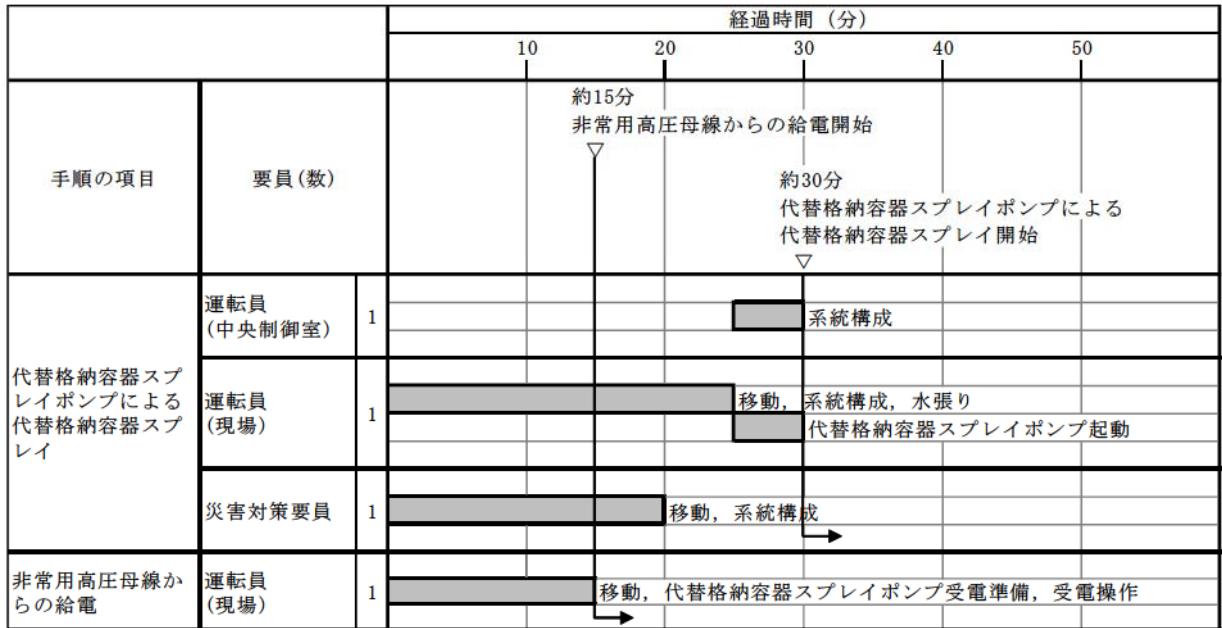 経過時間（分）
10 20 30 40 50
手順の項目
要員(数)
約15分
非常用高圧母線からの給電開始
▽
約30分
代替格納容器スプレイポンプによる
代替格納容器スプレイ開始
▽
代替格納容器スプ
レイポンプによる
代替格納容器スプ
レイ
運転員
(中央制御室)
1
系統構成
運転員
(現場)
1
移動，系統構成，水張り
代替格納容器スプレイポンプ起動
災害対策要員
1
移動，系統構成
非常用高圧母線か
らの給電
運転員
(現場)
1
移動，代替格納容器スプレイポンプ受電準備，受電操作